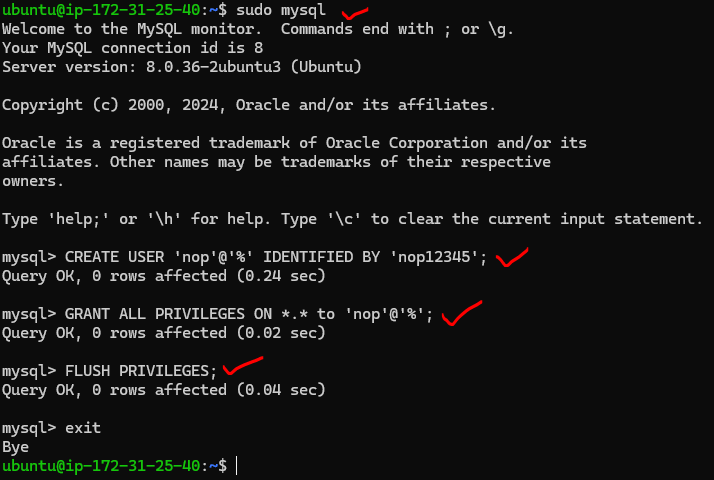 ubuntu@ip-172-31-25-40:~$ sudo mysql
Welcome to the MySQL monitor.  Commands end with ; or \g.
Your MySQL connection id is 8
Server version: 8.0.36-2ubuntu3 (Ubuntu)
Copyright (c) 2000, 2024, Oracle and/or its affiliates.
Oracle is a registered trademark of Oracle Corporation and/or its
affiliates. Other names may be trademarks of their respective
owners.
Type 'help;' or '\h' for help. Type '\c' to clear the current input statement.
mysql> CREATE USER 'nop'@'%' IDENTIFIED BY 'nop12345';
Query OK, 0 rows affected (0.24 sec)
mysql> GRANT ALL PRIVILEGES ON *.* to 'nop'@'%';
Query OK, 0 rows affected (0.02 sec)
mysql> FLUSH PRIVILEGES;
Query OK, 0 rows affected (0.04 sec)
mysql> exit
Bye
ubuntu@ip-172-31-25-40:~$